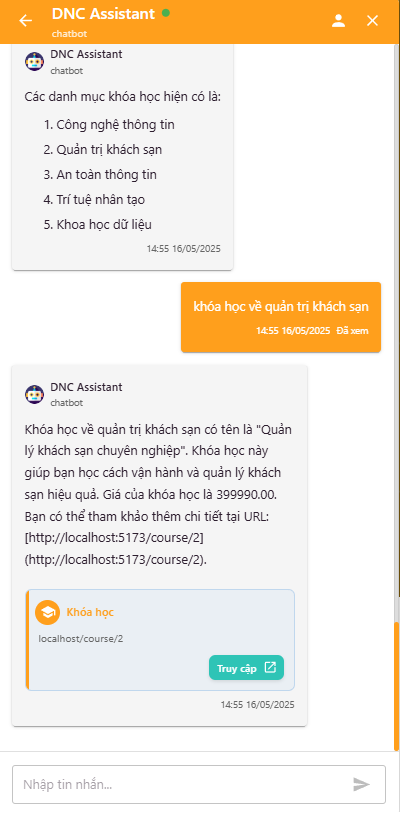 DNC Assistant
chatbot
DNC Assistant
chatbot
Các danh mục khóa học hiện có là:
1. Công nghệ thông tin
2. Quản trị khách sạn
3. An toàn thông tin
4. Trí tuệ nhân tạo
5. Khoa học dữ liệu
14:55 16/05/2025
khóa học về quản trị khách sạn
14:55 16/05/2025 Đã xem
DNC Assistant
chatbot
Khóa học về quản trị khách sạn có tên là "Quản
lý khách sạn chuyên nghiệp". Khóa học này
giúp bạn học cách vận hành và quản lý khách
sạn hiệu quả. Giá của khóa học là 399990.00.
Bạn có thể tham khảo thêm chi tiết tại URL:
[http://localhost:5173/course/2]
(http://localhost:5173/course/2).
Khóa học
localhost/course/2
Truy cập
14:55 16/05/2025
Nhập tin nhắn...